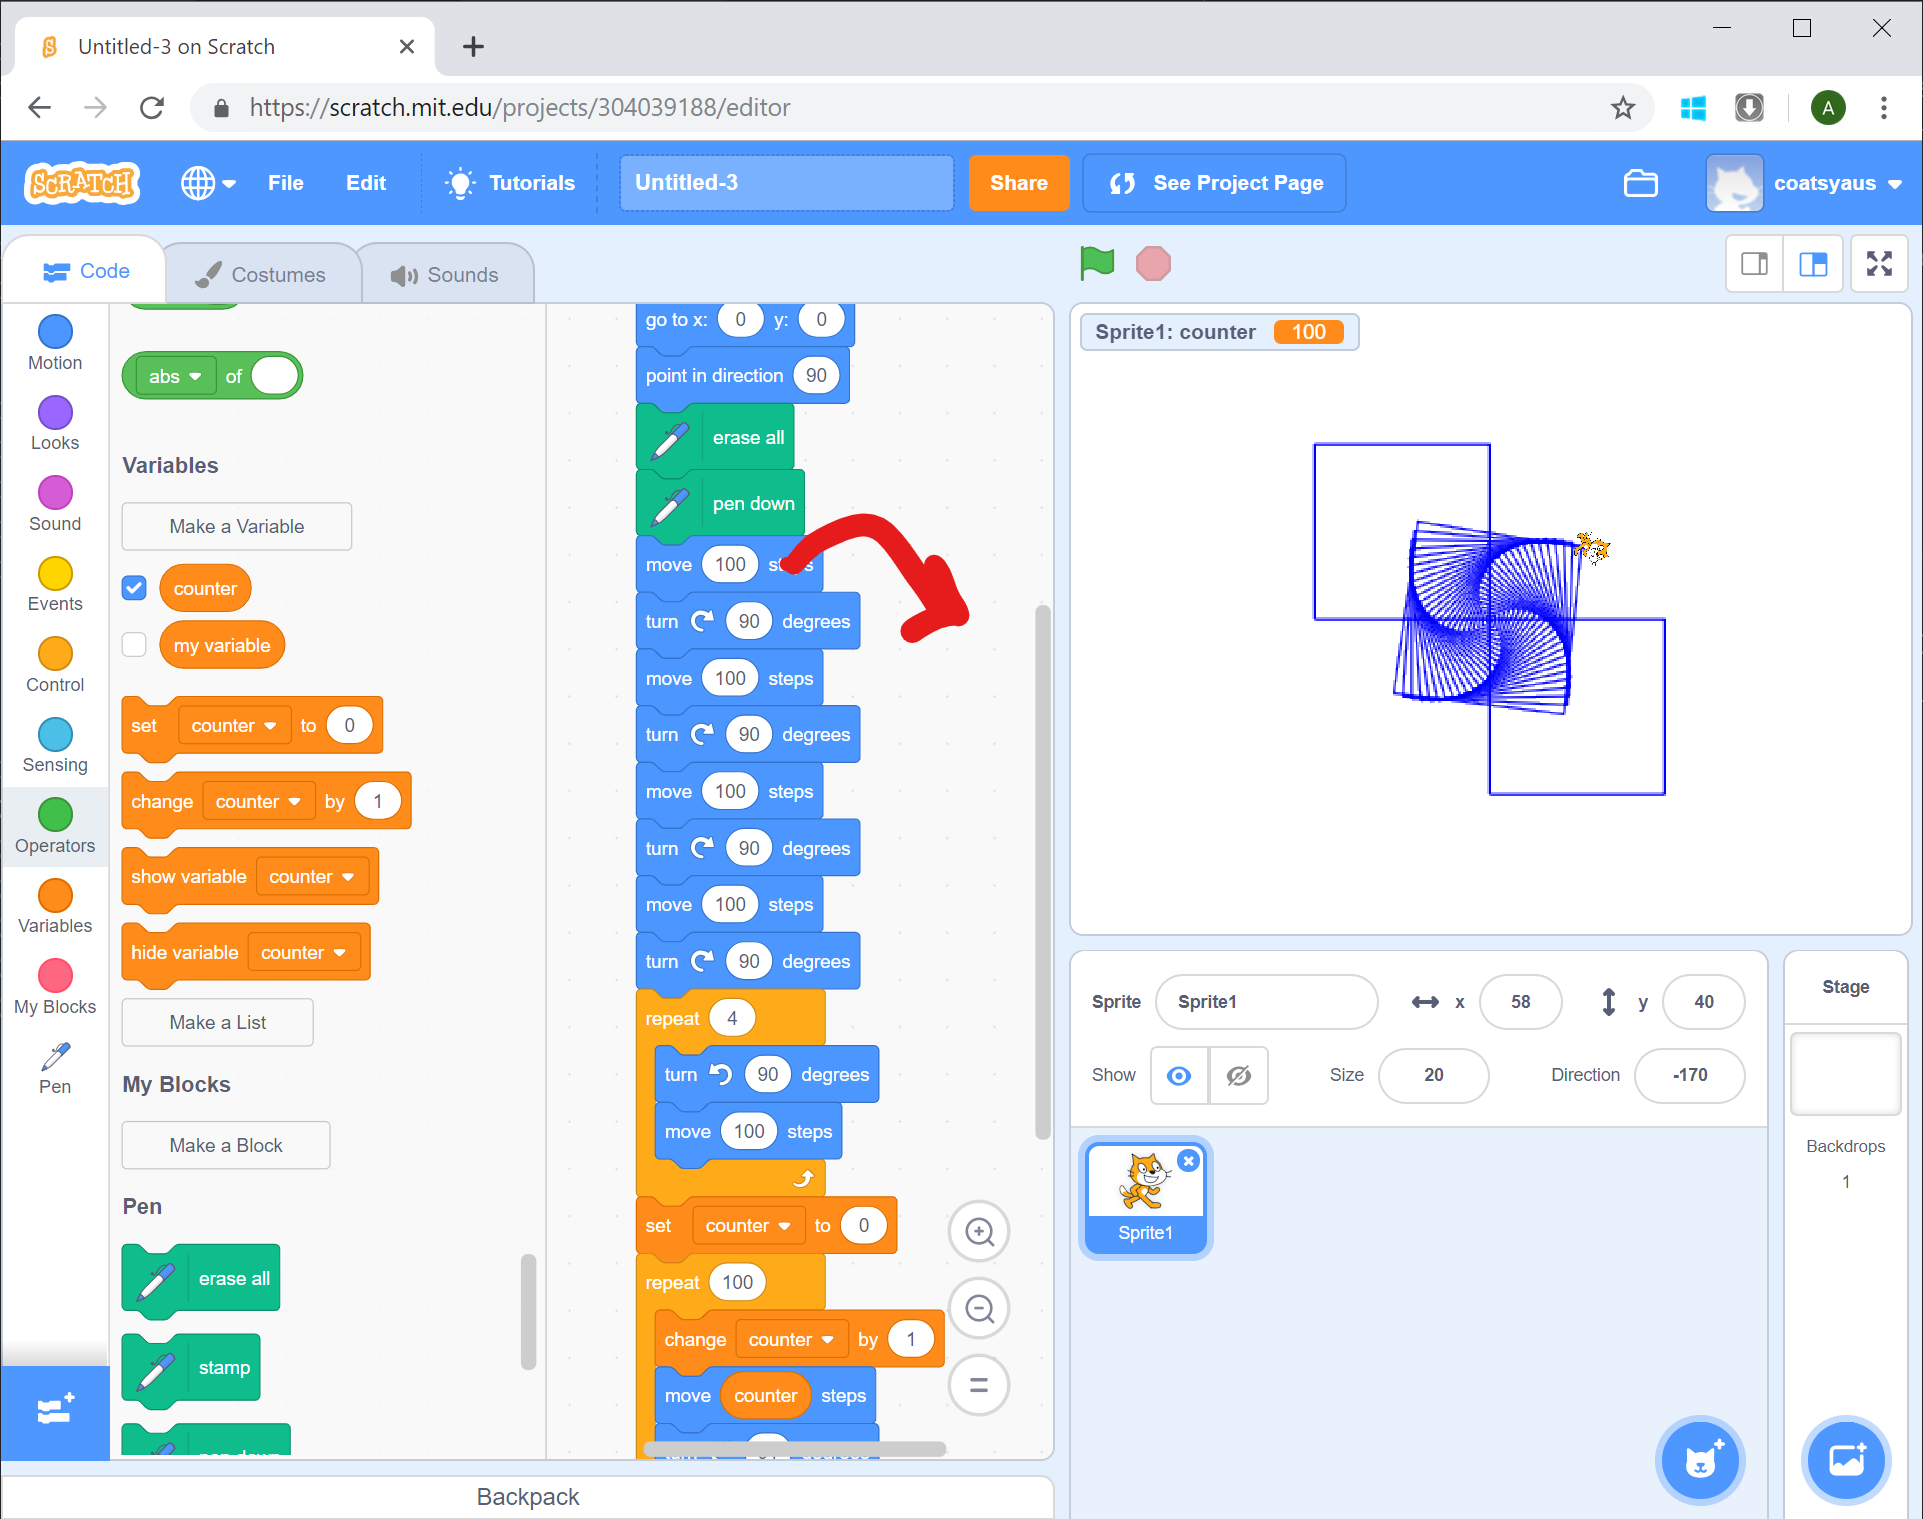 Untitled-3 on Scratch
https://scratch.mit.edu/projects/304039188/editor
A
SCRATCH
File
Edit
Tutorials
Untitled-3
Share
See Project Page
coatsyaus
Code
Costumes
Sounds
Motion
Looks
Sound
Events
Control
Sensing
Operators
Variables
My Blocks
Pen
abs of
Variables
Make a Variable
counter
my variable
set counter to 0
change counter by 1
show variable counter
hide variable counter
Make a List
My Blocks
Make a Block
Pen
erase all
stamp
go to x: 0 y: 0
point in direction 90
erase all
pen down
move 100 steps
turn 90 degrees
move 100 steps
turn 90 degrees
move 100 steps
turn 90 degrees
move 100 steps
turn 90 degrees
repeat 4
turn 90 degrees
move 100 steps
set counter to 0
repeat 100
change counter by 1
move counter steps
Backpack
Sprite1: counter 100
Sprite Sprite1 x 58 y 40
Show Size 20 Direction -170
Sprite1
Stage
Backdrops
1